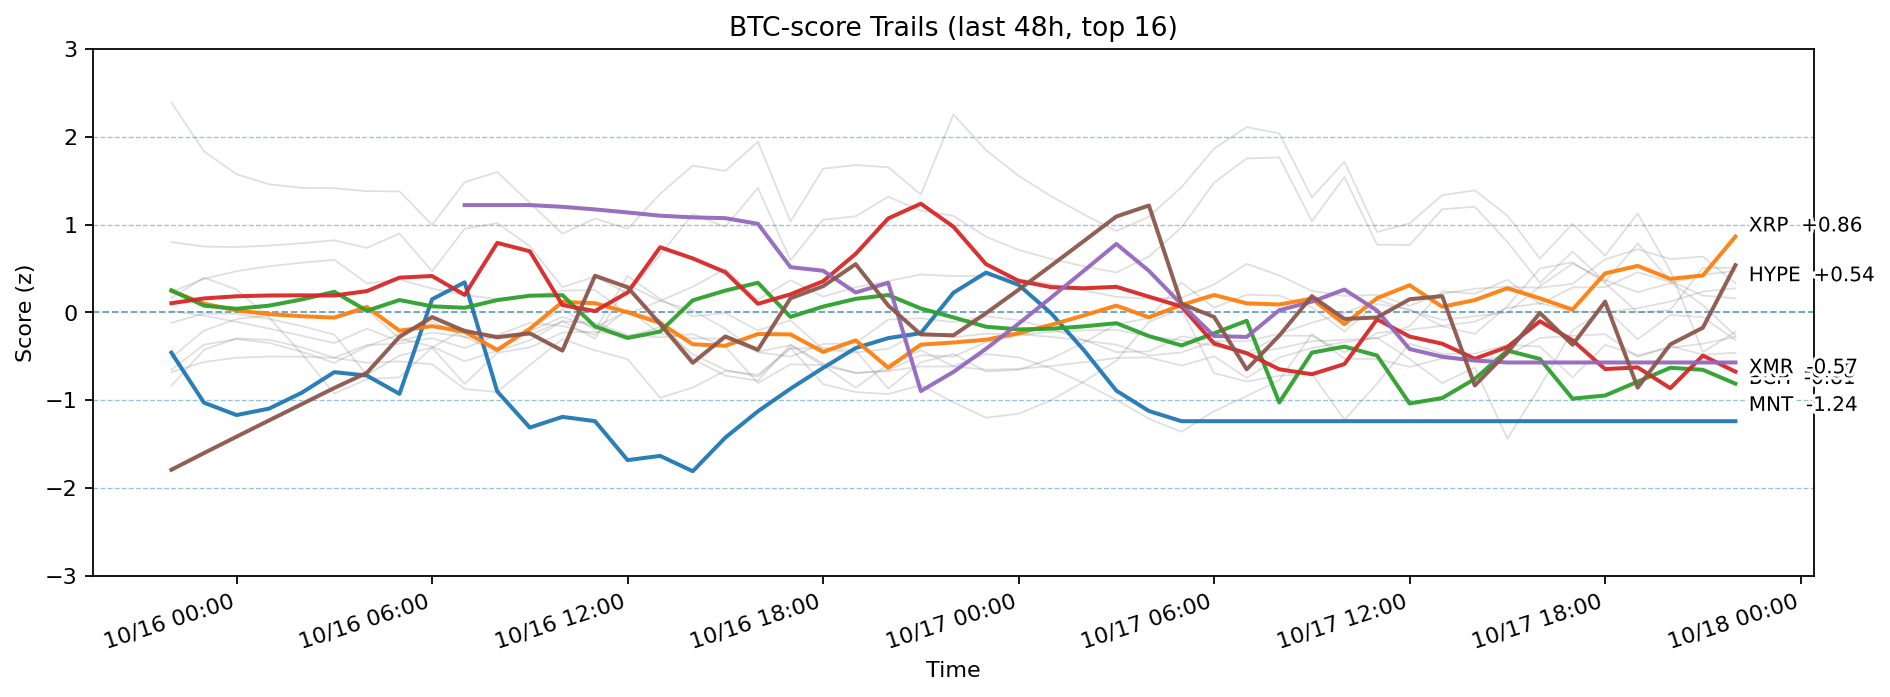 BTC-score Trails (last 48h, top 16)
Score (z)
3
2
1
0
−1
−2
−3
XRP +0.86
HYPE +0.54
XMR -0.57
MNT -1.24
10/16 00:00
10/16 06:00
10/16 12:00
10/16 18:00
10/17 00:00
10/17 06:00
10/17 12:00
10/17 18:00
10/18 00:00
Time